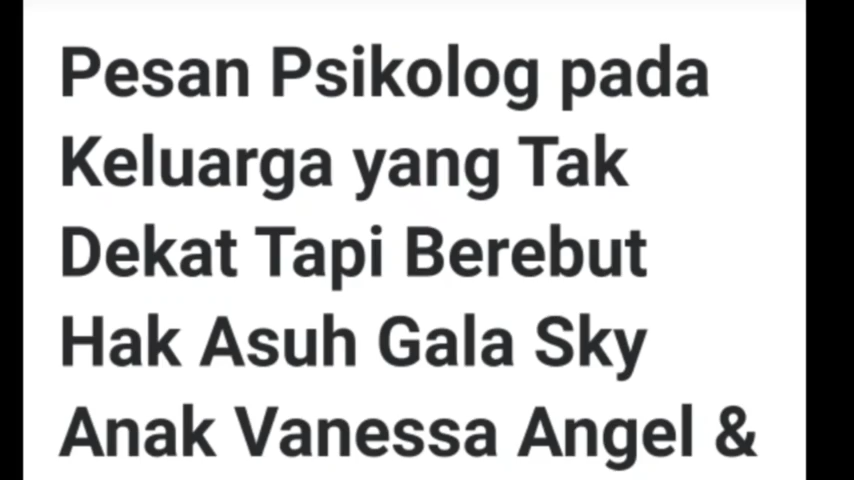 Pesan Psikolog pada
Keluarga yang Tak
Dekat Tapi Berebut
Hak Asuh Gala Sky
Anak Vanessa Angel &